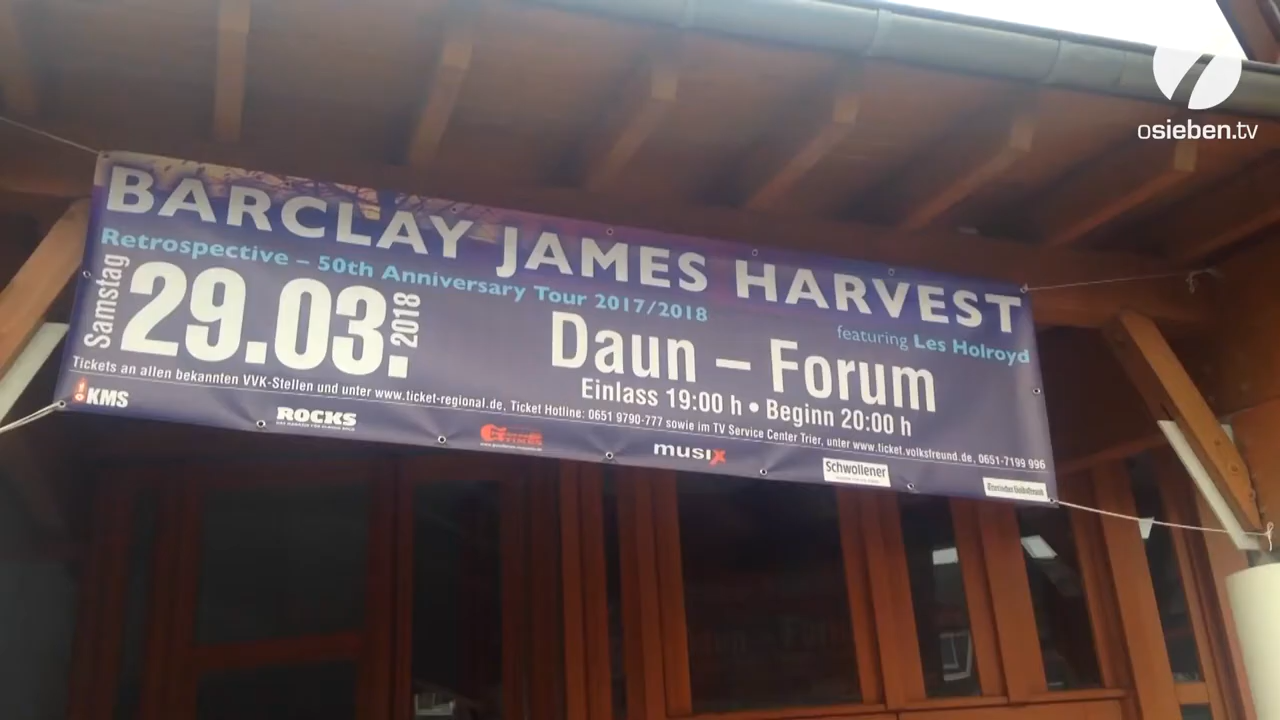 osieben.tv
BARCLAY JAMES HARVEST
Retrospective – 50th Anniversary Tour 2017/2018
featuring Les Holroyd
Samstag
29.03.
2018
Daun – Forum
Einlass 19:00 h • Beginn 20:00 h
Tickets an allen bekannten VVK-Stellen und unter www.ticket-regional.de, Ticket Hotline: 0651 9790-777 sowie im TV Service Center Trier, unter www.ticket.volksfreund.de, 0651-7199 996
KMS
ROCKS
TIMES
musix
Schwollener